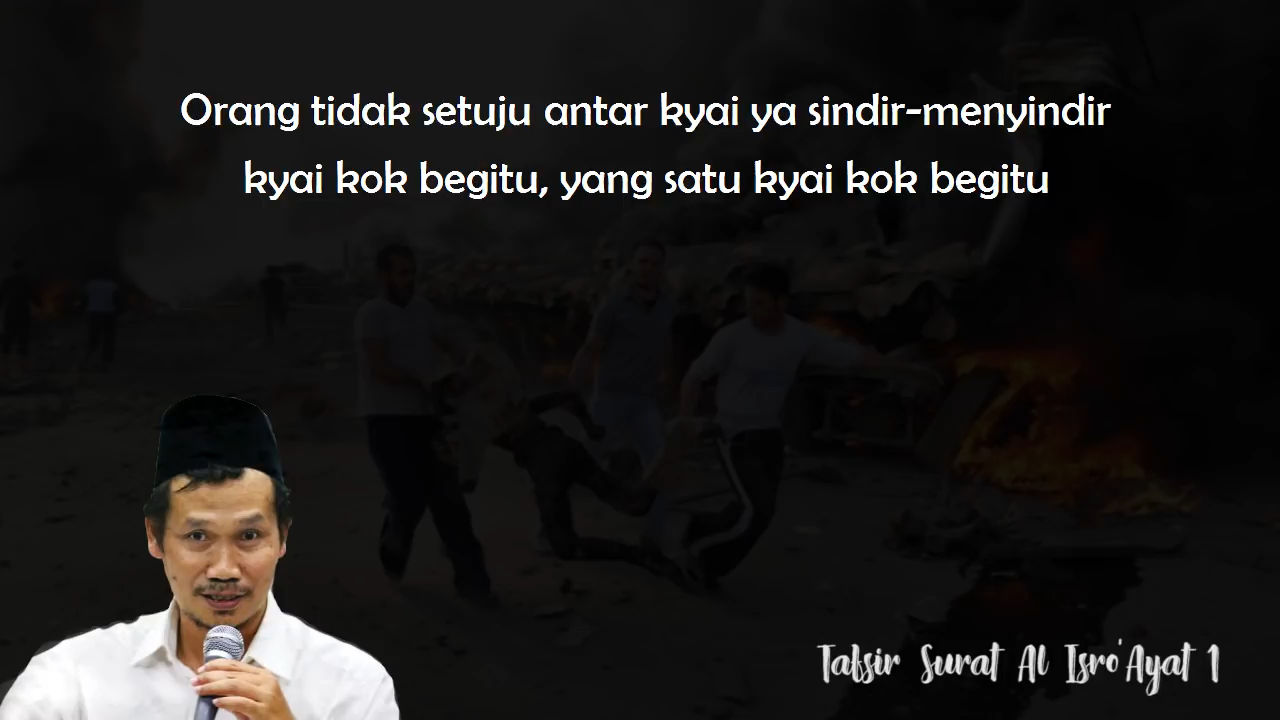 Orang tidak setuju antar kyai ya sindir-menyindir
kyai kok begitu, yang satu kyai kok begitu
Tafsir Surat Al Isro'Ayat 1